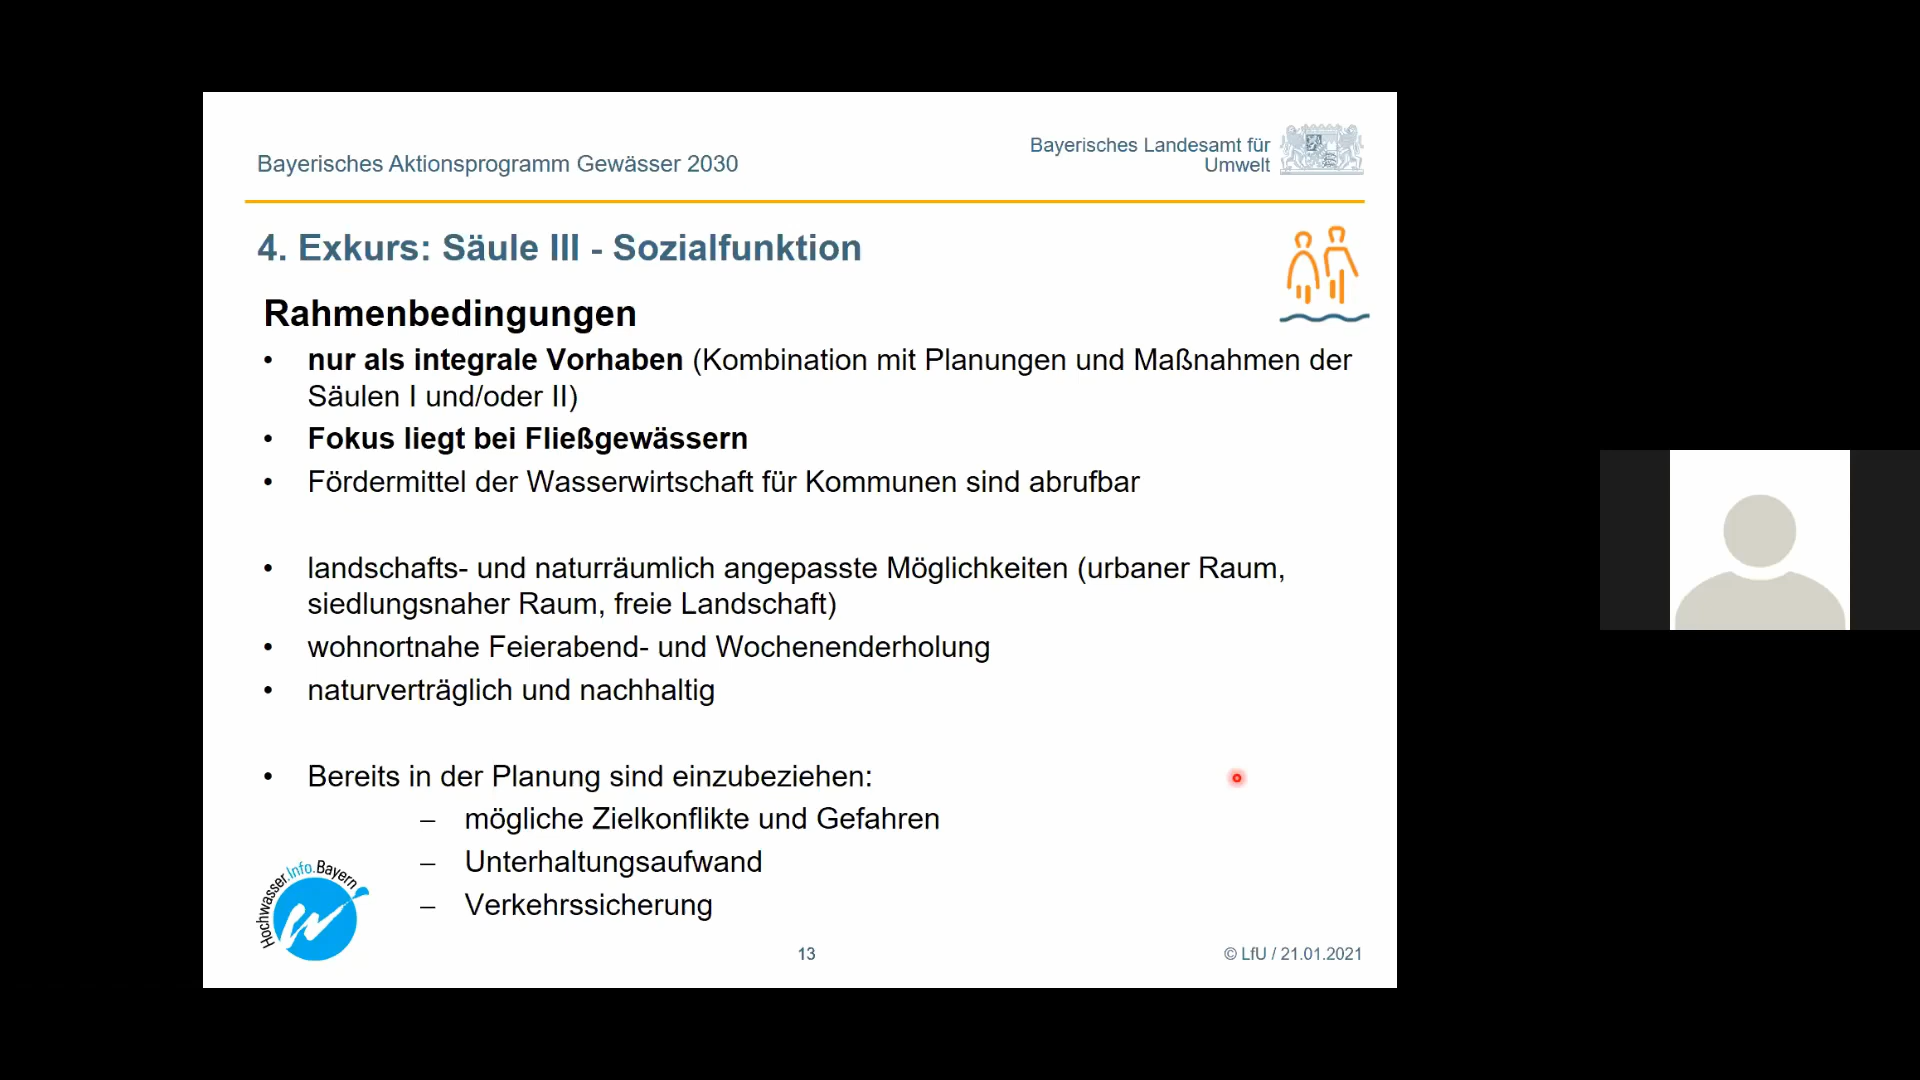 Bayerisches Aktionsprogramm Gewässer 2030
Bayerisches Landesamt für
Umwelt
4. Exkurs: Säule III - Sozialfunktion
Rahmenbedingungen
• nur als integrale Vorhaben (Kombination mit Planungen und Maßnahmen der
Säulen I und/oder II)
• Fokus liegt bei Fließgewässern
• Fördermittel der Wasserwirtschaft für Kommunen sind abrufbar
• landschafts- und naturräumlich angepasste Möglichkeiten (urbaner Raum,
siedlungsnaher Raum, freie Landschaft)
• wohnortnahe Feierabend- und Wochenenderholung
• naturverträglich und nachhaltig
• Bereits in der Planung sind einzubeziehen:
– mögliche Zielkonflikte und Gefahren
– Unterhaltungsaufwand
– Verkehrssicherung
Hochwasser.Info.Bayern
13
© LfU / 21.01.2021